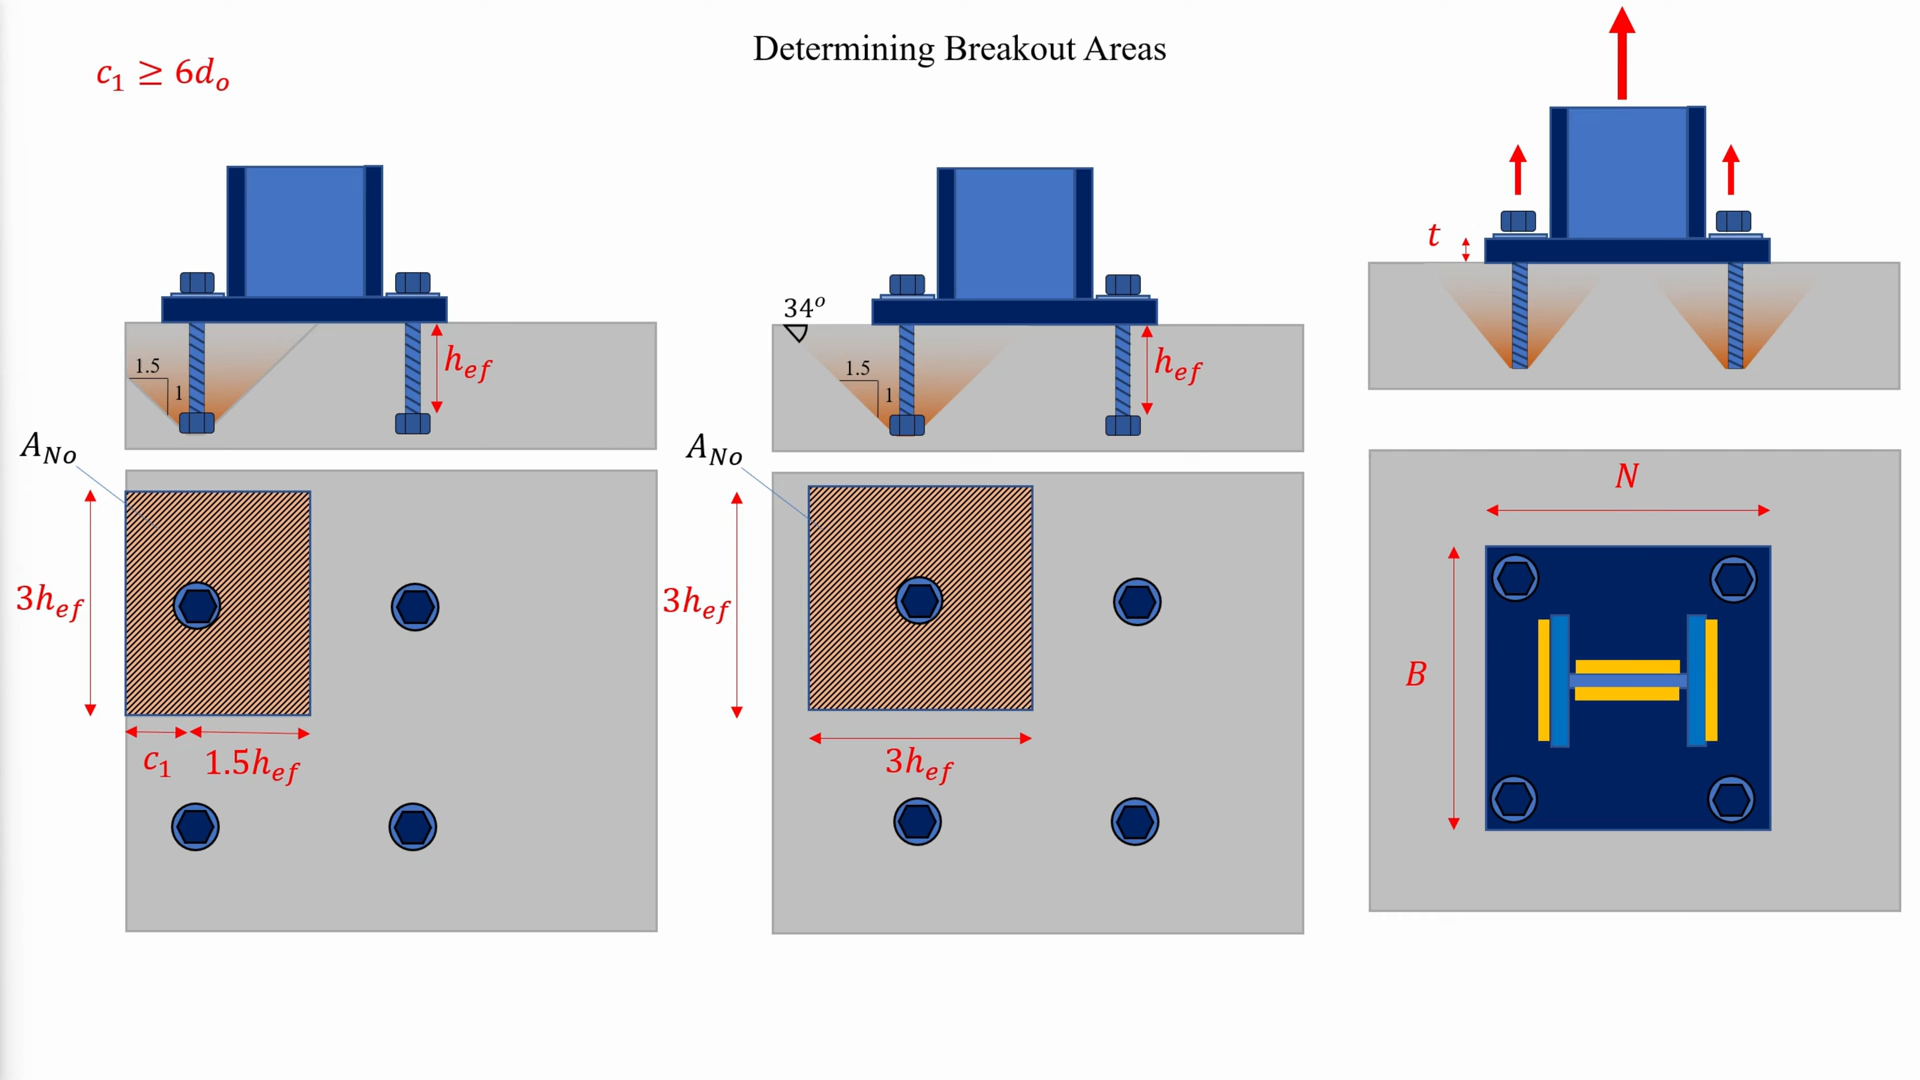 Determining Breakout Areas
c₁ ≥ 6dₒ
1.5
1
h_ef
A_No
3h_ef
c₁
1.5h_ef
34°
1.5
1
h_ef
A_No
3h_ef
3h_ef
t
N
B